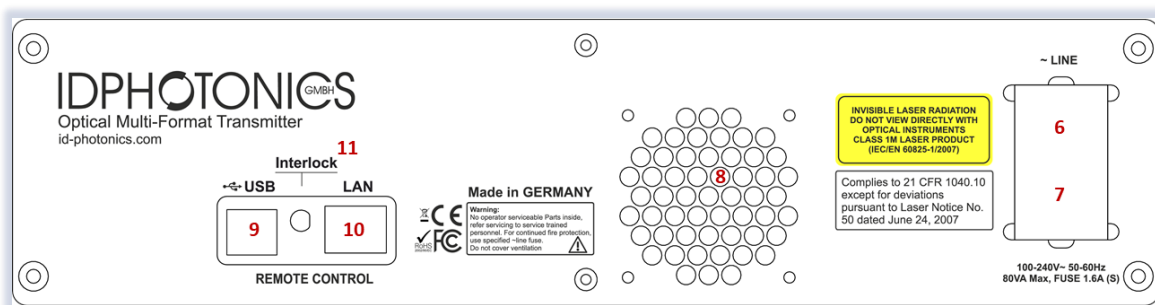 IDPHOTONICS GMBH
Optical Multi-Format Transmitter
id-photonics.com
11
Interlock
USB
LAN
9
10
REMOTE CONTROL
Made in GERMANY
CE
FC
RoHS
Warning:
No operator serviceable Parts inside,
refer servicing to service trained
personnel. For continued fire protection,
use specified ~line fuse.
Do not cover ventilation
8
INVISIBLE LASER RADIATION
DO NOT VIEW DIRECTLY WITH
OPTICAL INSTRUMENTS
CLASS 1M LASER PRODUCT
(IEC/EN 60825-1/2007)
Complies to 21 CFR 1040.10
except for deviations
pursuant to Laser Notice No.
50 dated June 24, 2007
~ LINE
6
7
100-240V~ 50-60Hz
80VA Max, FUSE 1.6A (S)